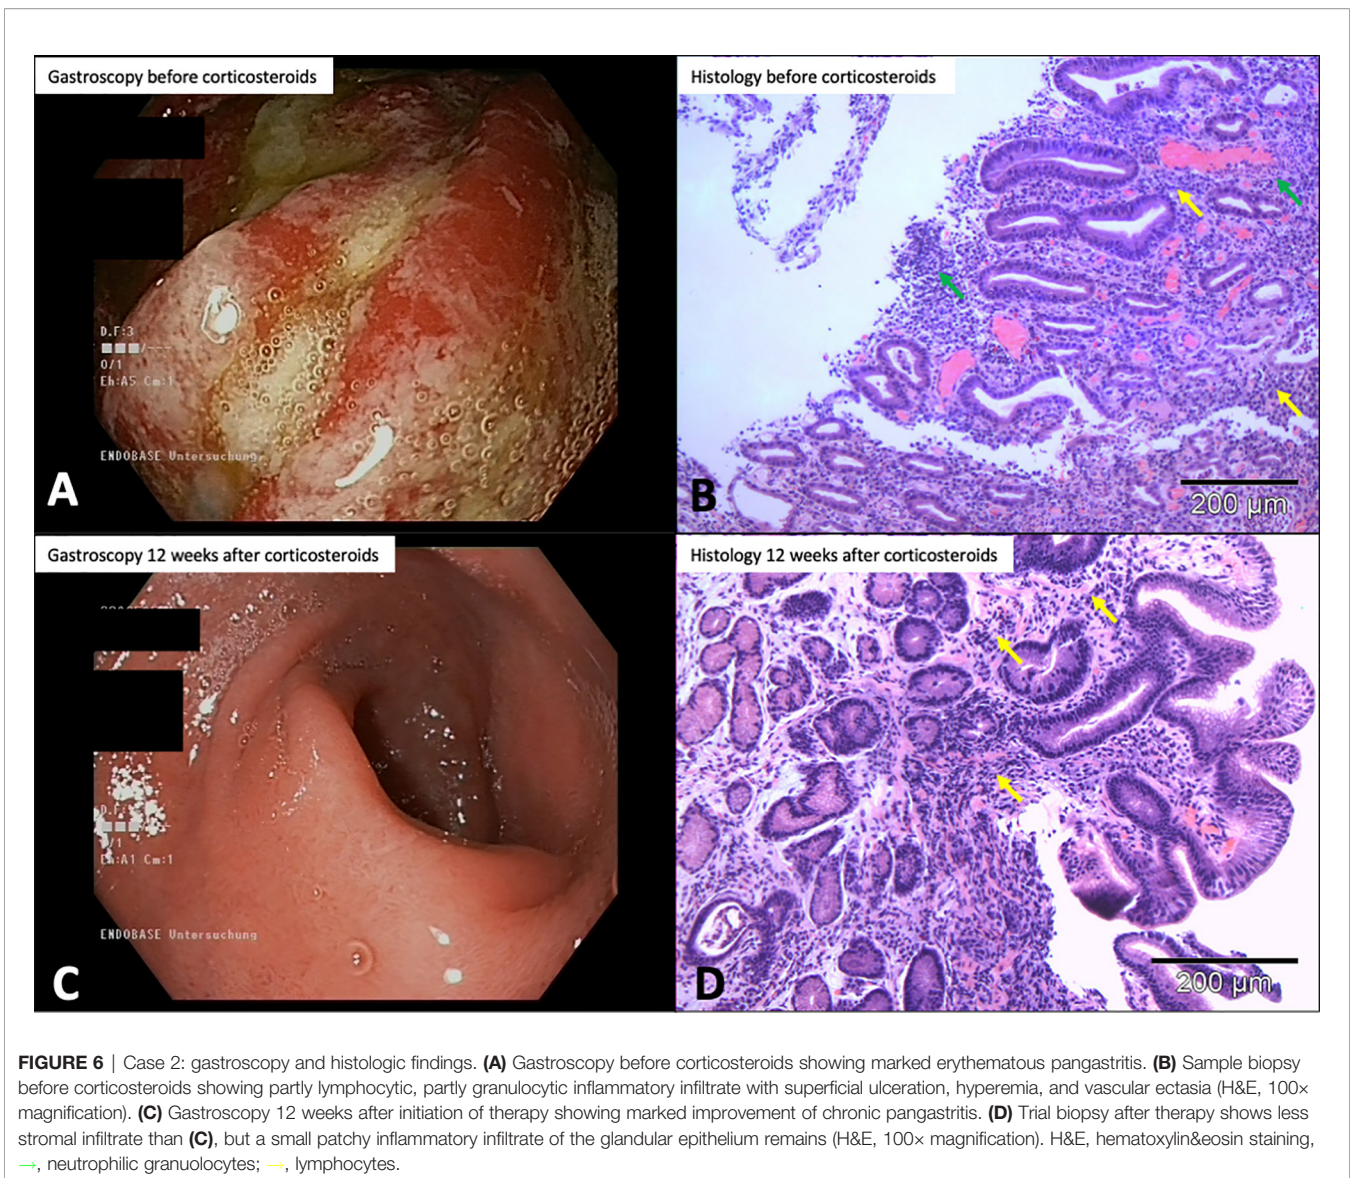 Gastroscopy before corticosteroids
Histology before corticosteroids
D.F:3
0/1
Eh:A5 Cm:1
ENDOBASE Untersuchung
A
B
200 µm
Gastroscopy 12 weeks after corticosteroids
Histology 12 weeks after corticosteroids
Cm:1
ENDOBASE Untersuchung
C
D
200 µm
FIGURE 6 | Case 2: gastroscopy and histologic findings. (A) Gastroscopy before corticosteroids showing marked erythematous pangastritis. (B) Sample biopsy
before corticosteroids showing partly lymphocytic, partly granulocytic inflammatory infiltrate with superficial ulceration, hyperemia, and vascular ectasia (H&E, 100×
magnification). (C) Gastroscopy 12 weeks after initiation of therapy showing marked improvement of chronic pangastritis. (D) Trial biopsy after therapy shows less
stromal infiltrate than (C), but a small patchy inflammatory infiltrate of the glandular epithelium remains (H&E, 100× magnification). H&E, hematoxylin&eosin staining,
→, neutrophilic granuolocytes; →, lymphocytes.